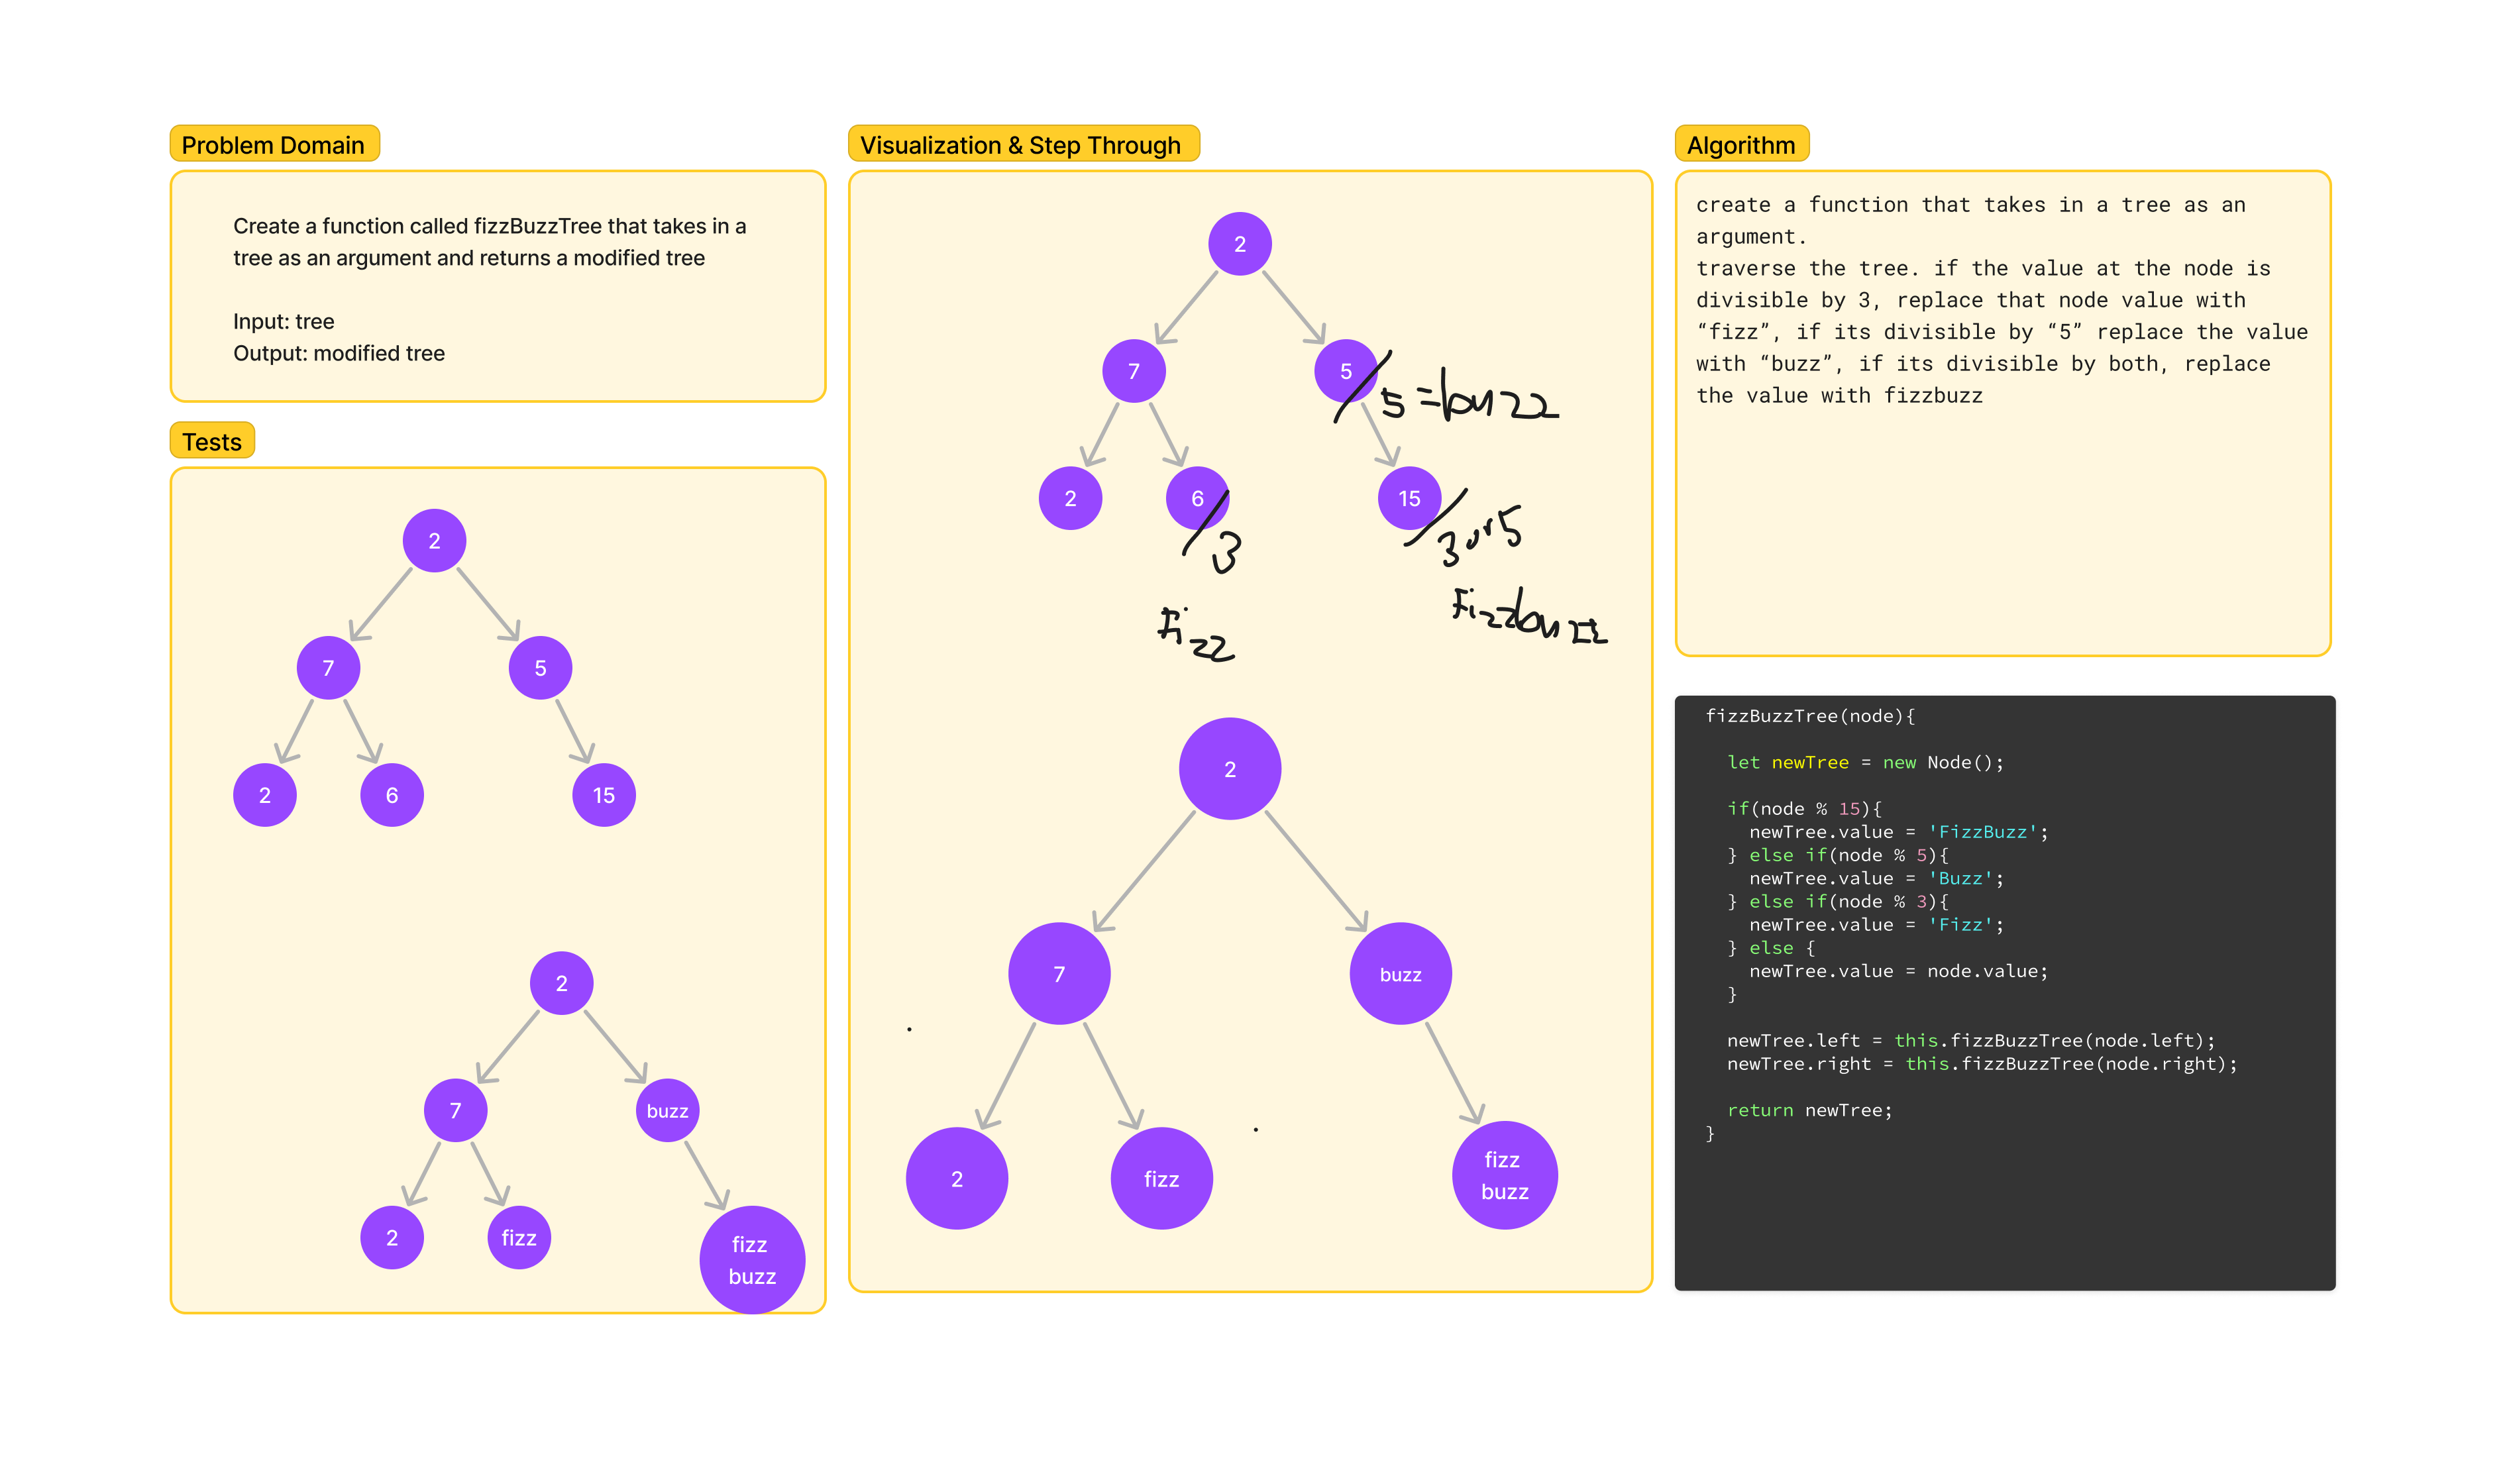 Problem Domain
Create a function called fizzBuzzTree that takes in a
tree as an argument and returns a modified tree
Input: tree
Output: modified tree
Tests
2
7
5
2
6
15
2
7
buzz
2
fizz
fizz
buzz
Visualization & Step Through
2
7
5
/5 = buzz
2
6
/3
Fizz
15
/3 or 5
Fizzbuzz
2
7
buzz
2
fizz
fizz
buzz
Algorithm
create a function that takes in a tree as an
argument.
traverse the tree. if the value at the node is
divisible by 3, replace that node value with
“fizz”, if its divisible by “5” replace the value
with “buzz”, if its divisible by both, replace
the value with fizzbuzz
fizzBuzzTree(node){
let newTree = new Node();
if(node % 15){
newTree.value = 'FizzBuzz';
} else if(node % 5){
newTree.value = 'Buzz';
} else if(node % 3){
newTree.value = 'Fizz';
} else {
newTree.value = node.value;
}
newTree.left = this.fizzBuzzTree(node.left);
newTree.right = this.fizzBuzzTree(node.right);
return newTree;
}